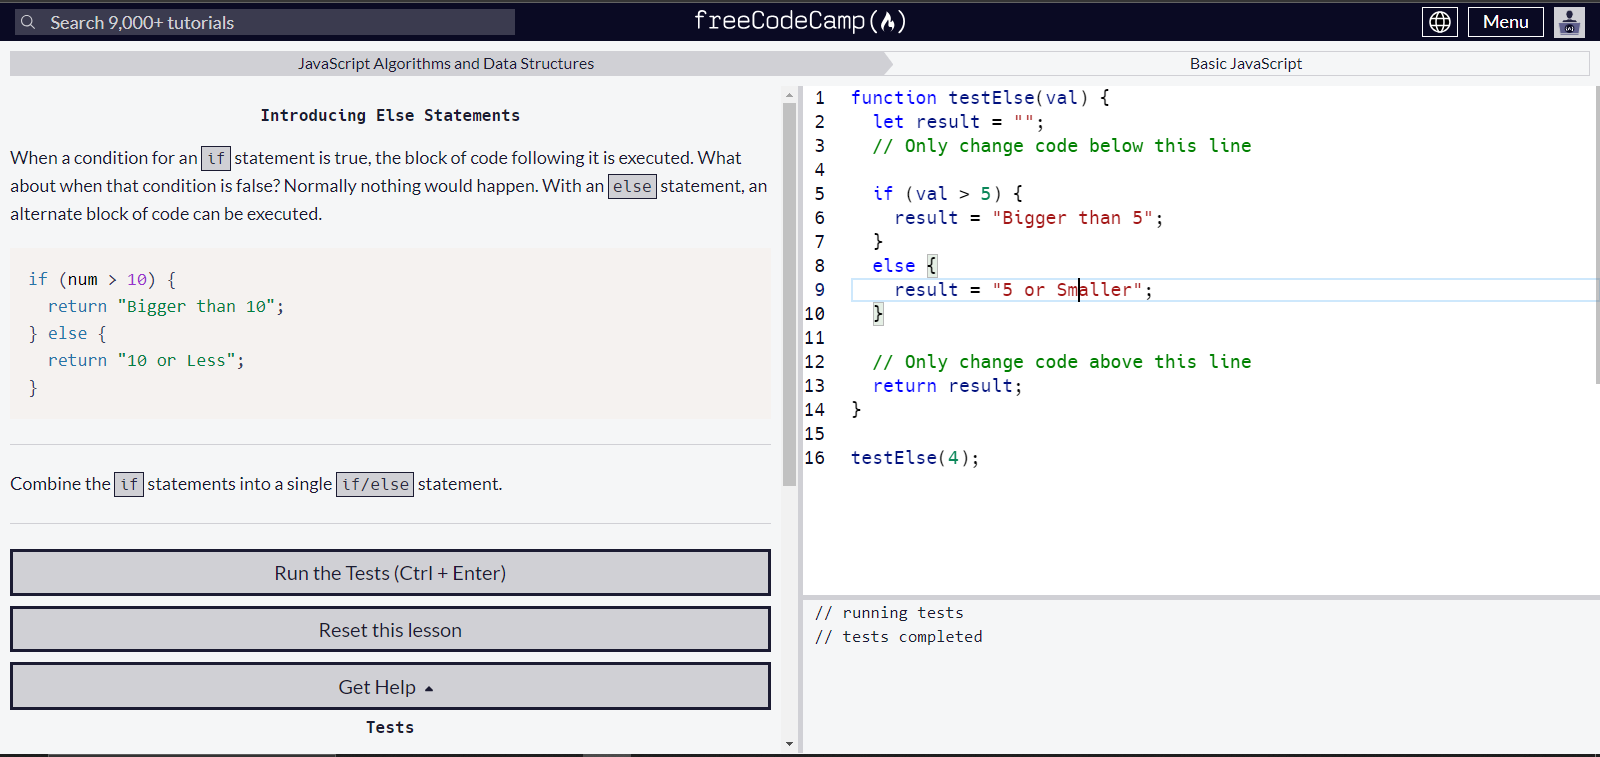 Search 9,000+ tutorials
freeCodeCamp
Menu
JavaScript Algorithms and Data Structures
Basic JavaScript
Introducing Else Statements
When a condition for an if statement is true, the block of code following it is executed. What
about when that condition is false? Normally nothing would happen. With an else statement, an
alternate block of code can be executed.
if (num > 10) {
  return "Bigger than 10";
} else {
  return "10 or Less";
}
Combine the if statements into a single if/else statement.
Run the Tests (Ctrl + Enter)
Reset this lesson
Get Help
Tests
1 function testElse(val) {
2   let result = "";
3   // Only change code below this line
4
5   if (val > 5) {
6     result = "Bigger than 5";
7   }
8   else {
9     result = "5 or Smaller";
10   }
11
12   // Only change code above this line
13   return result;
14 }
15
16 testElse(4);
// running tests
// tests completed